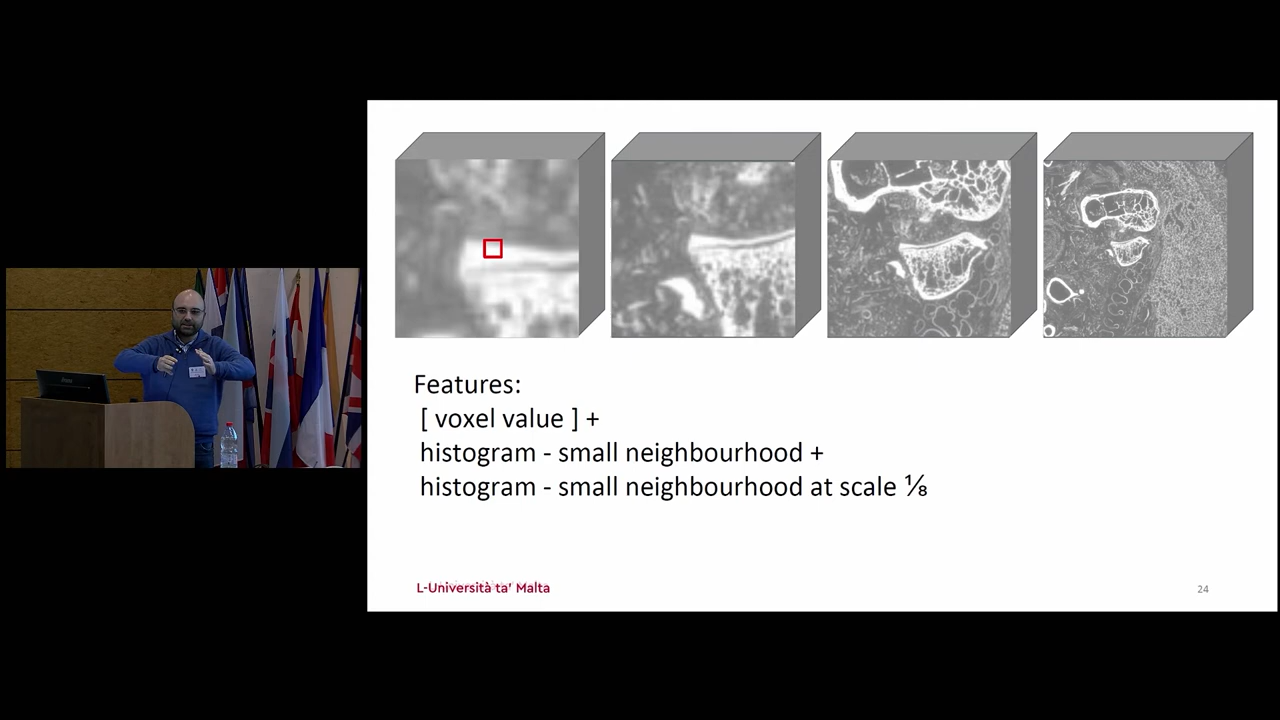 Features:
[ voxel value ] +
histogram - small neighbourhood +
histogram - small neighbourhood at scale ⅛
L-Università ta' Malta
24